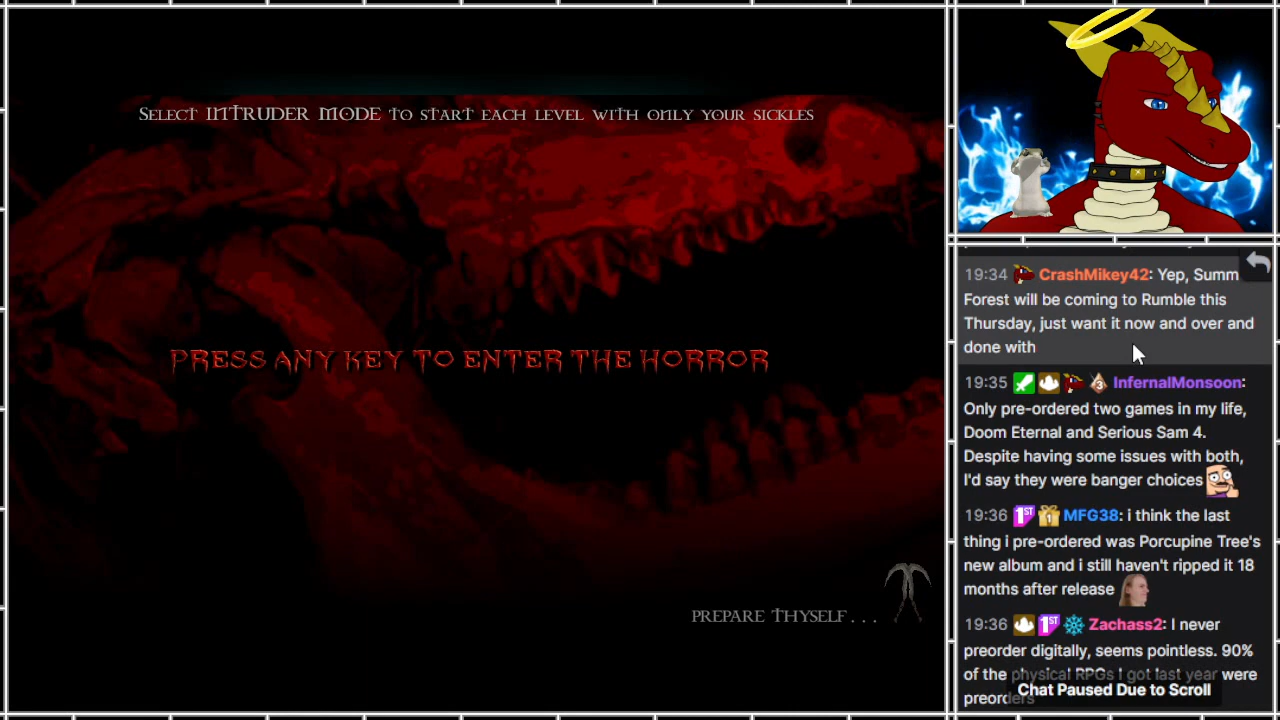 Select INTRUDER MODE to start each level with only your sickles
PRESS ANY KEY TO ENTER THE HORROR
PREPARE THYSELF . . .
19:34 CrashMikey42: Yep, Summ
Forest will be coming to Rumble this
Thursday, just want it now and over and
done with
19:35 InfernalMonsoon:
Only pre-ordered two games in my life,
Doom Eternal and Serious Sam 4.
Despite having some issues with both,
I'd say they were banger choices
19:36 1ST 1 MFG38: i think the last
thing i pre-ordered was Porcupine Tree's
new album and i still haven't ripped it 18
months after release
19:36 1ST Zachass2: I never
preorder digitally, seems pointless. 90%
of the physical RPGs I got last year were
preorders
Chat Paused Due to Scroll